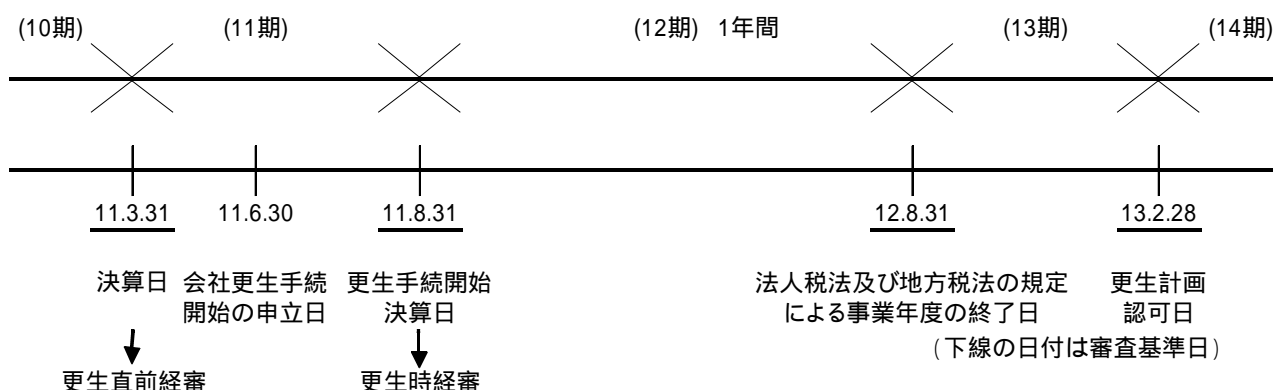 (10期) (11期) (12期) 1年間 (13期) (14期)
11.3.31 11.6.30 11.8.31 12.8.31 13.2.28
決算日 会社更生手続 更生手続開始 法人税法及び地方税法の規定 更生計画
開始の申立日 決算日 による事業年度の終了日 認可日
(下線の日付は審査基準日)
更生直前経審 更生時経審